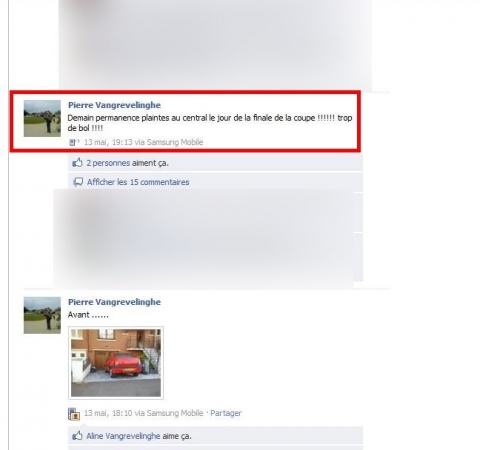 Pierre Vangrevelinghe
Demain permanence plaintes au central le jour de la finale de la coupe !!!!!! trop
de bol !!!!
13 mai, 19:13 via Samsung Mobile
2 personnes aiment ça.
Afficher les 15 commentaires
Pierre Vangrevelinghe
Avant ......
13 mai, 18:10 via Samsung Mobile · Partager
Aline Vangrevelinghe aime ça.